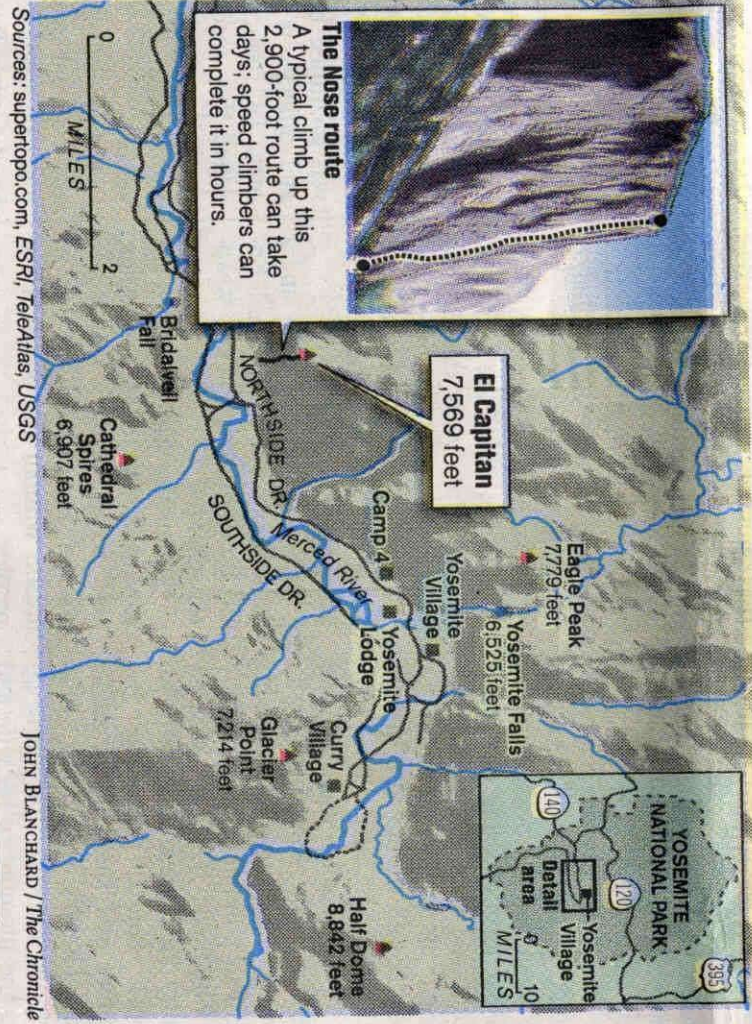 The Nose route
A typical climb up this
2,900-foot route can take
days; speed climbers can
complete it in hours.
El Capitan
7,569 feet
Eagle Peak
7,779 feet
Yosemite Falls
6,525 feet
Yosemite
Village
Camp 4
Yosemite
Lodge
NORTHSIDE DR.
Merced River
SOUTHSIDE DR.
Bridalveil
Fall
Cathedral
Spires
6,907 feet
Curry
Village
Glacier
Point
7,214 feet
Half Dome
8,842 feet
YOSEMITE
NATIONAL PARK
395
120
140
Yosemite
Village
Detail
area
0 10
MILES
0 2
MILES
Sources: supertopo.com, ESRI, TeleAtlas, USGS
JOHN BLANCHARD / The Chronicle